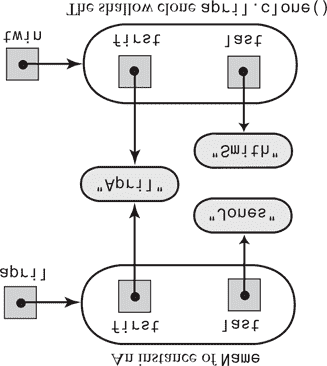 The shallow clone april.clone()
twin
first last
"Smith"
"April"
"Jones"
april
first last
An instance of Name